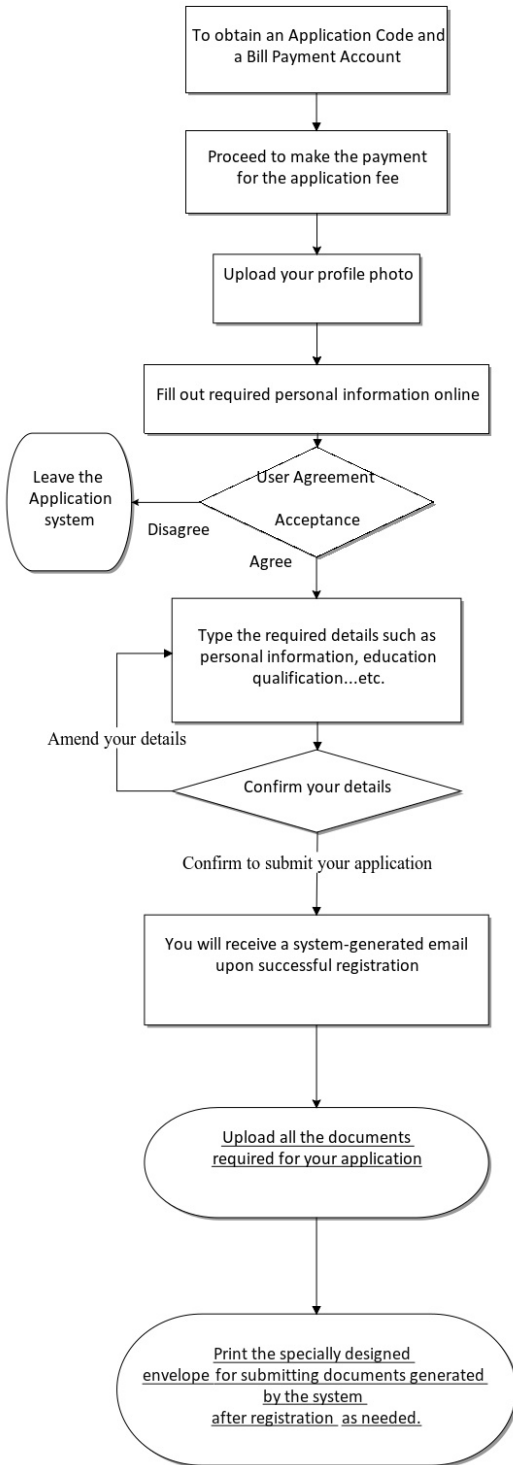 To obtain an Application Code and
a Bill Payment Account
Proceed to make the payment
for the application fee
Upload your profile photo
Fill out required personal information online
User Agreement
Acceptance
Leave the
Application
system
Disagree
Agree
Type the required details such as
personal information, education
qualification...etc.
Amend your details
Confirm your details
Confirm to submit your application
You will receive a system-generated email
upon successful registration
Upload all the documents
required for your application
Print the specially designed
envelope for submitting documents generated
by the system
after registration as needed.